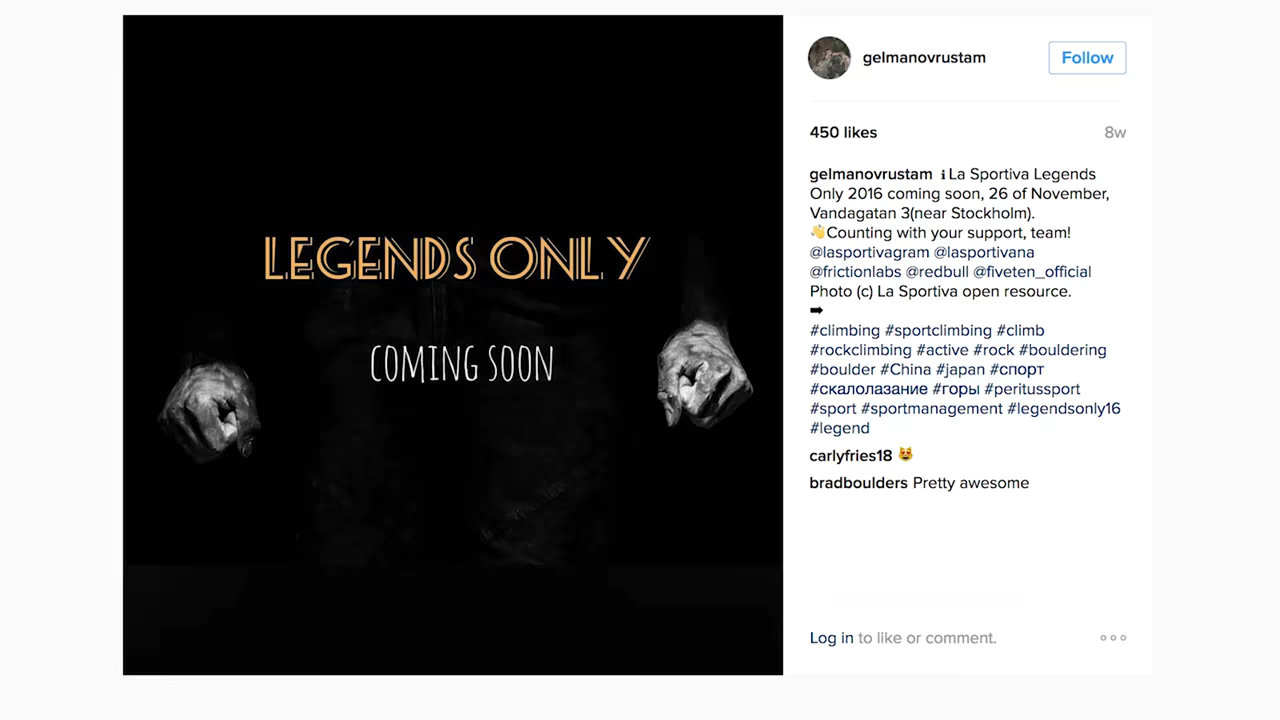 LEGENDS ONLY
COMING SOON
gelmanovrustam
Follow
450 likes
8w
gelmanovrustam ℹLa Sportiva Legends
Only 2016 coming soon, 26 of November,
Vandagatan 3(near Stockholm).
👏Counting with your support, team!
@lasportivagram @lasportivana
@frictionlabs @redbull @fiveten_official
Photo (c) La Sportiva open resource.
➡
#climbing #sportclimbing #climb
#rockclimbing #active #rock #bouldering
#boulder #China #japan #спорт
#скалолазание #горы #peritussport
#sport #sportmanagement #legendsonly16
#legend
carlyfries18 😻
bradboulders Pretty awesome
Log in to like or comment.